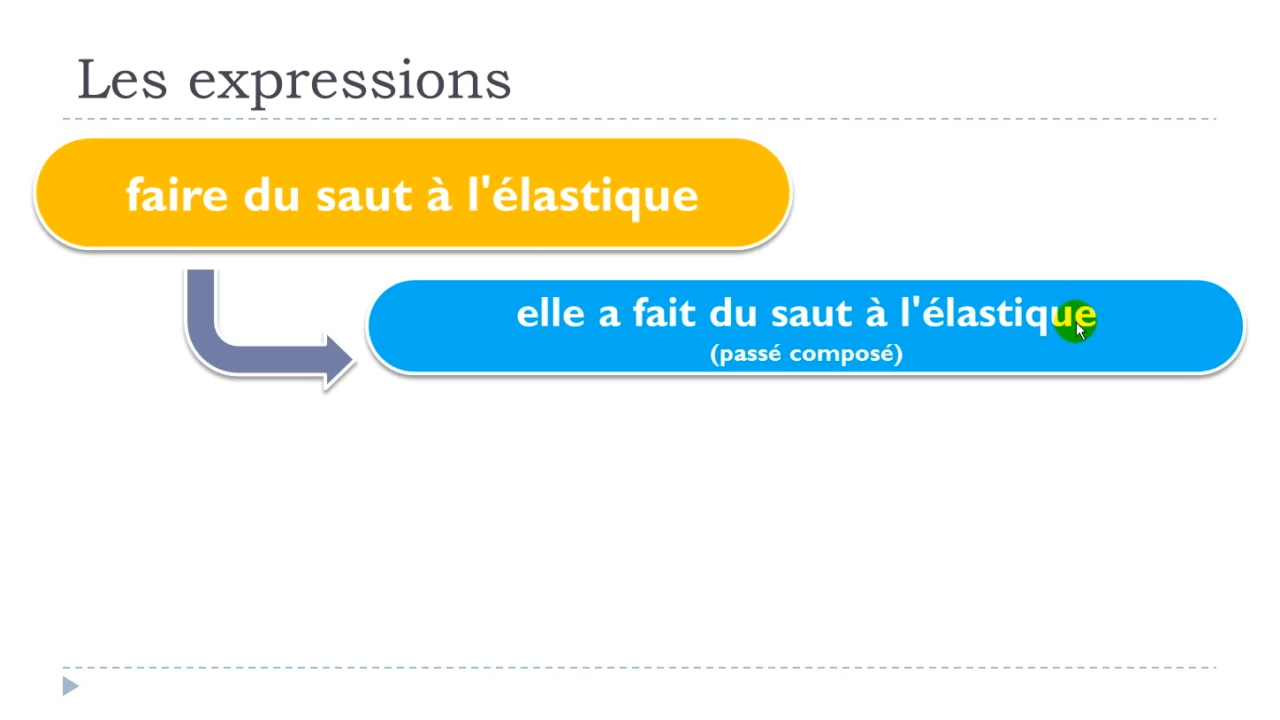 Les expressions
faire du saut à l'élastique
elle a fait du saut à l'élastique
(passé composé)